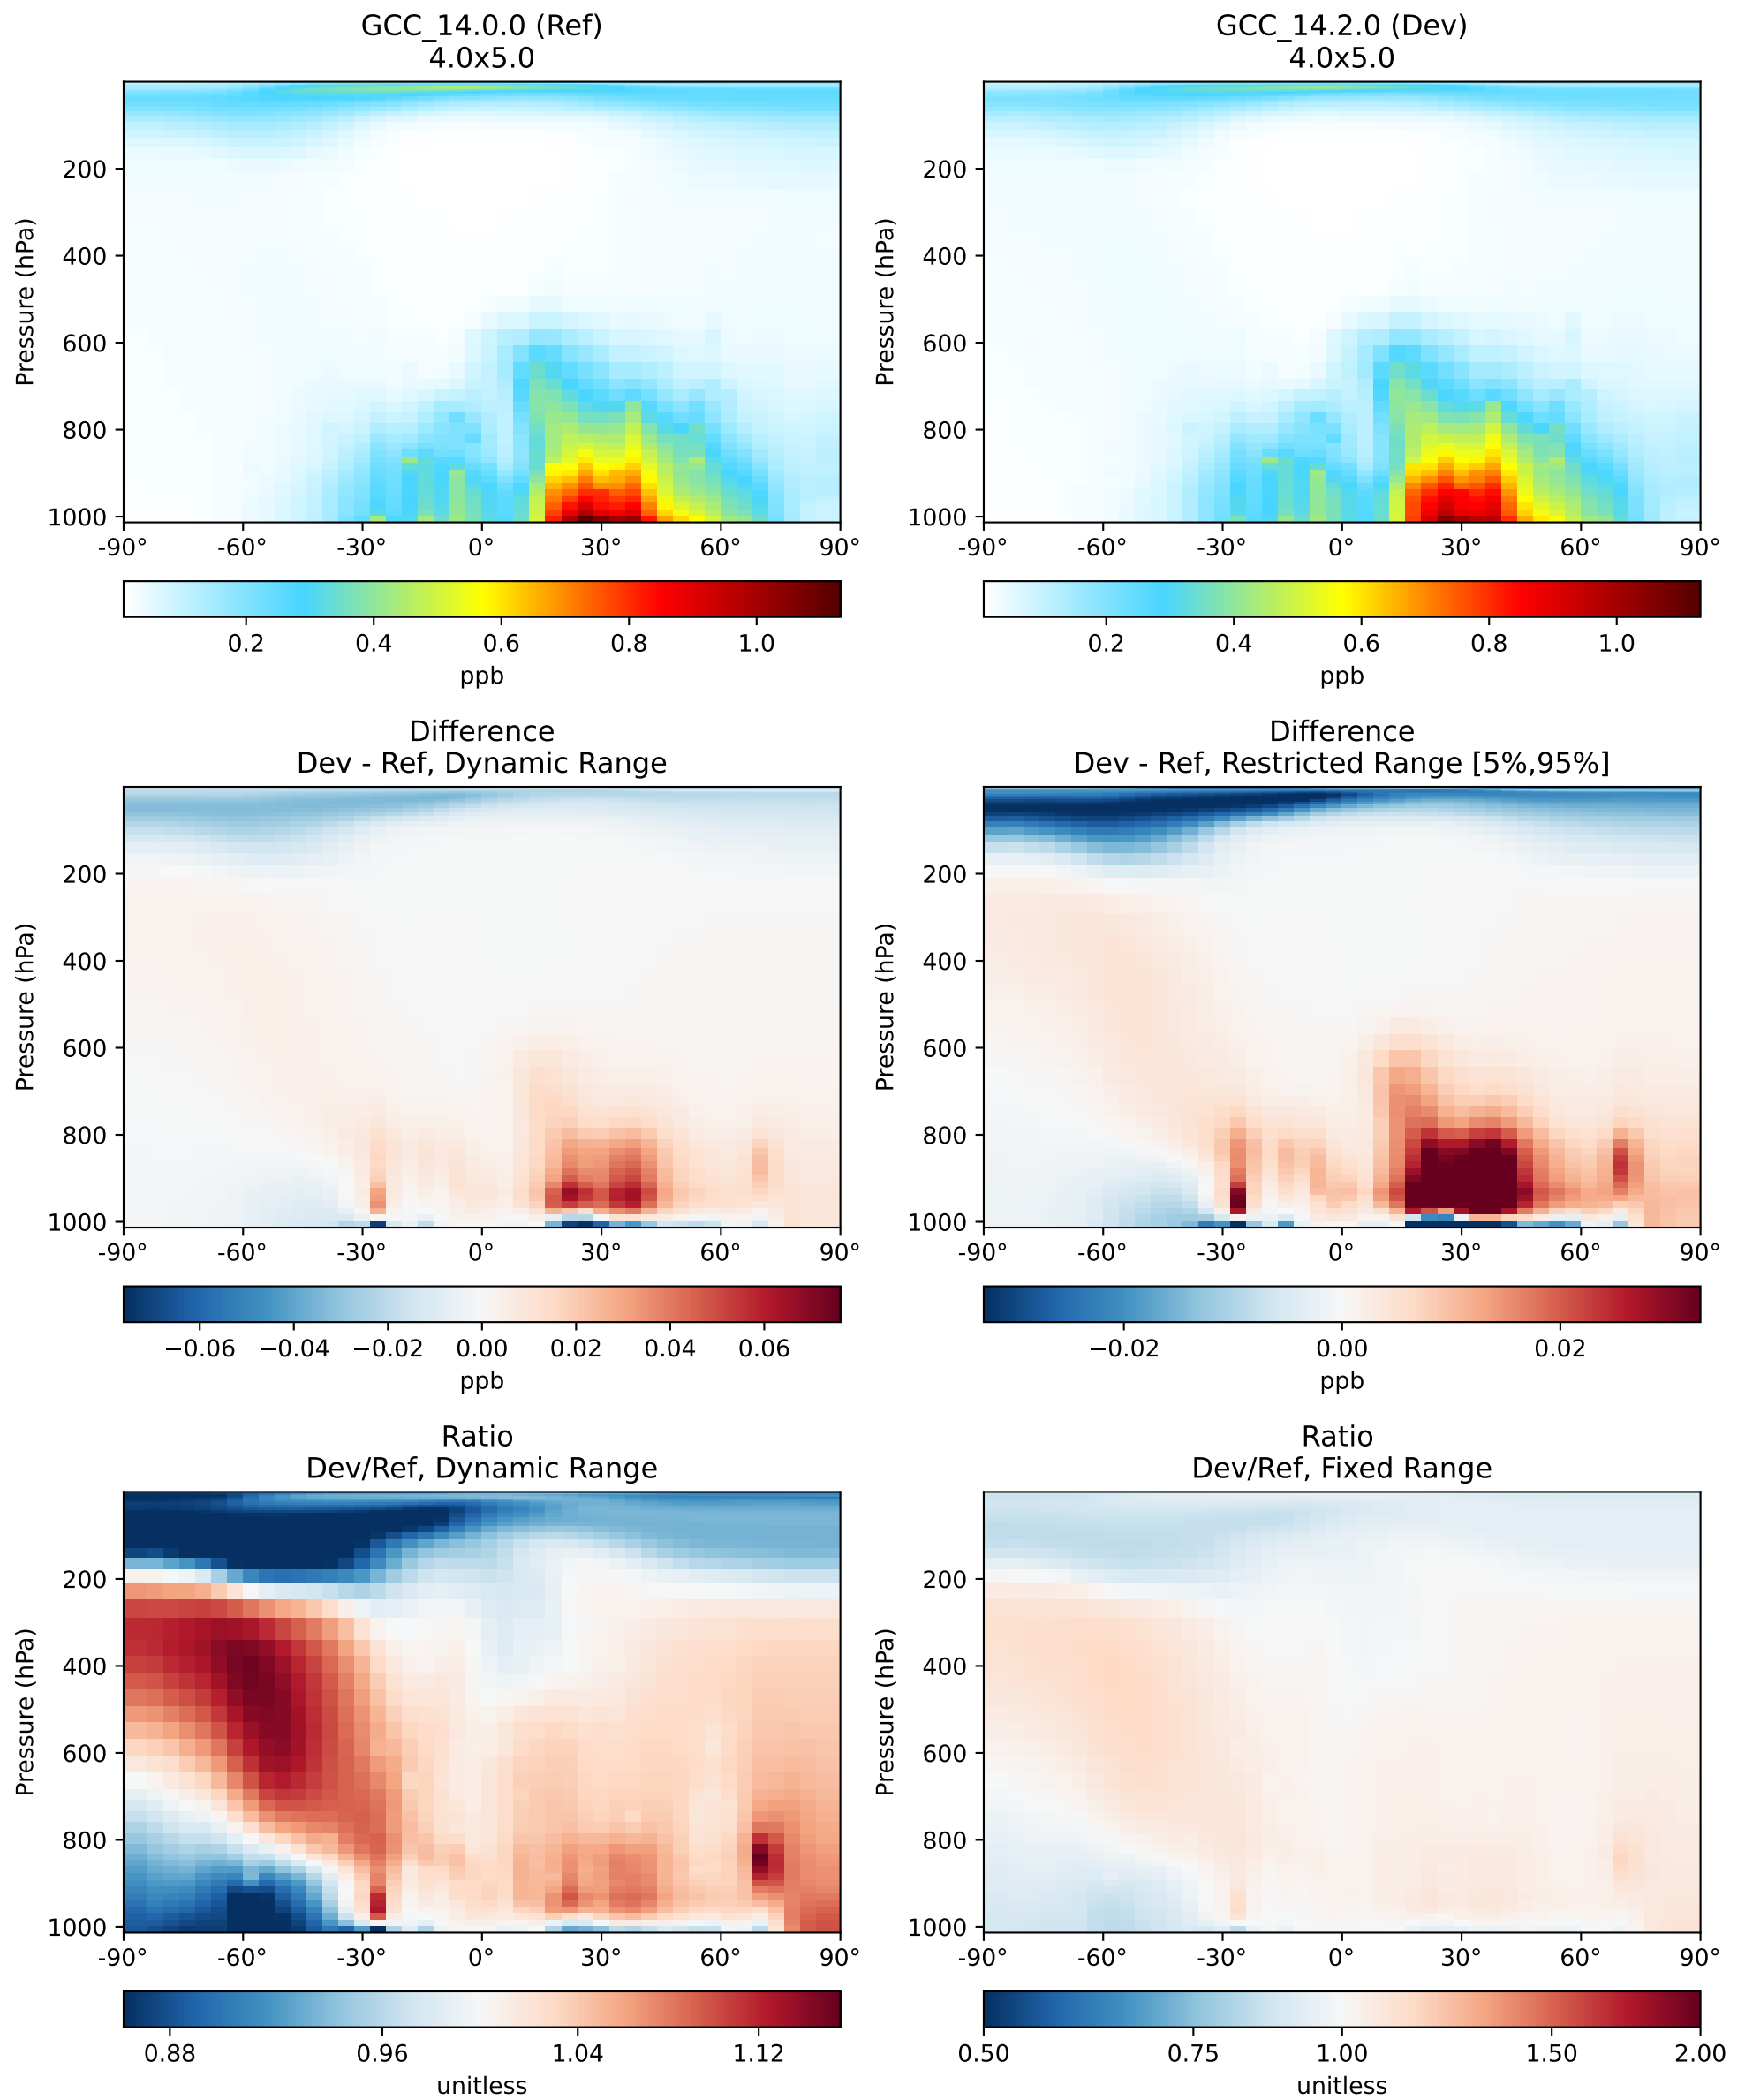 GCC_14.0.0 (Ref)
4.0x5.0
Pressure (hPa)
200
400
600
800
1000
-90° -60° -30° 0° 30° 60° 90°
0.2 0.4 0.6 0.8 1.0
ppb
GCC_14.2.0 (Dev)
4.0x5.0
Pressure (hPa)
200
400
600
800
1000
-90° -60° -30° 0° 30° 60° 90°
0.2 0.4 0.6 0.8 1.0
ppb
Difference
Dev - Ref, Dynamic Range
Pressure (hPa)
200
400
600
800
1000
-90° -60° -30° 0° 30° 60° 90°
−0.06 −0.04 −0.02 0.00 0.02 0.04 0.06
ppb
Difference
Dev - Ref, Restricted Range [5%,95%]
Pressure (hPa)
200
400
600
800
1000
-90° -60° -30° 0° 30° 60° 90°
−0.02 0.00 0.02
ppb
Ratio
Dev/Ref, Dynamic Range
Pressure (hPa)
200
400
600
800
1000
-90° -60° -30° 0° 30° 60° 90°
0.88 0.96 1.04 1.12
unitless
Ratio
Dev/Ref, Fixed Range
Pressure (hPa)
200
400
600
800
1000
-90° -60° -30° 0° 30° 60° 90°
0.50 0.75 1.00 1.50 2.00
unitless